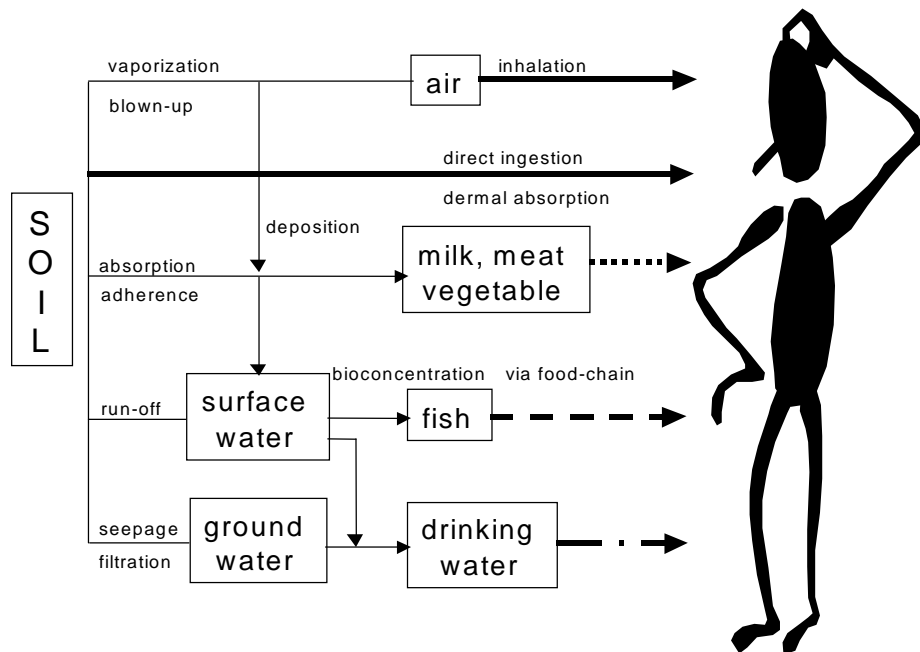 vaporization
air
inhalation
blown-up
direct ingestion
dermal absorption
S
O
I
L
deposition
absorption
adherence
milk, meat
vegetable
bioconcentration
via food-chain
run-off
surface
water
fish
seepage
filtration
ground
water
drinking
water